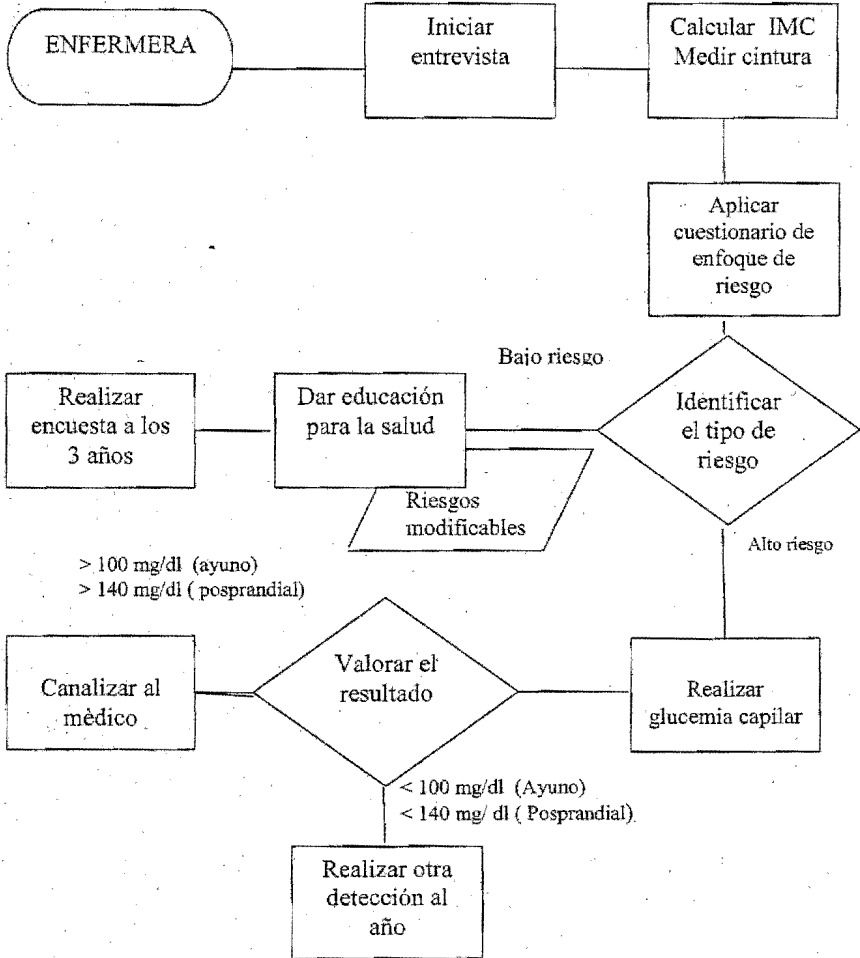 ENFERMERA
Iniciar
entrevista
Calcular IMC
Medir cintura
Aplicar
cuestionario de
enfoque de
riesgo
Bajo riesgo
Identificar
el tipo de
riesgo
Dar educación
para la salud
Realizar
encuesta a los
3 años
Riesgos
modificables
Alto riesgo
> 100 mg/dl (ayuno)
> 140 mg/dl ( posprandial)
Realizar
glucemia capilar
Valorar el
resultado
Canalizar al
mèdico
< 100 mg/dl (Ayuno)
< 140 mg/ dl ( Posprandial)
Realizar otra
detección al
año